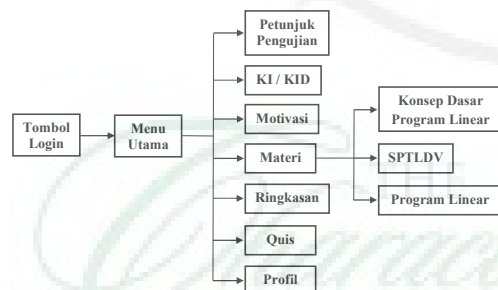 Petunjuk
Pengujian
KI / KID
Motivasi
Konsep Dasar
Program Linear
Tombol
Login
Menu
Utama
Materi
SPTLDV
Ringkasan
Program Linear
Quis
Profil